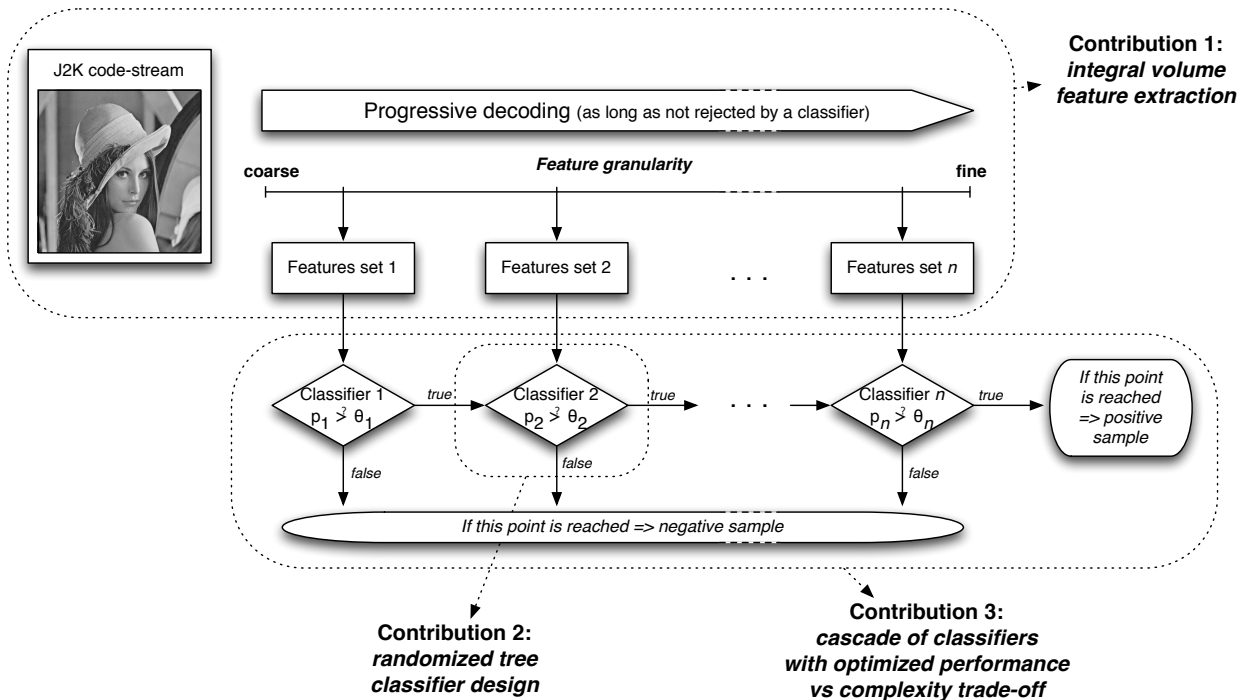 J2K code-stream
Contribution 1:
integral volume
feature extraction
Progressive decoding (as long as not rejected by a classifier)
Feature granularity
coarse
fine
Features set 1
Features set 2
. . .
Features set n
Classifier 1
p1 >? θ1
true
false
Classifier 2
p2 >? θ2
true
false
. . .
Classifier n
pn >? θn
true
false
If this point
is reached
=> positive
sample
If this point is reached => negative sample
Contribution 2:
randomized tree
classifier design
Contribution 3:
cascade of classifiers
with optimized performance
vs complexity trade-off